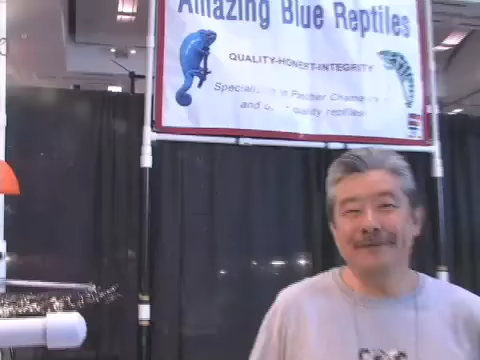 Amazing Blue Reptiles
QUALITY-HONEST-INTEGRITY
in Panther
and quality reptiles